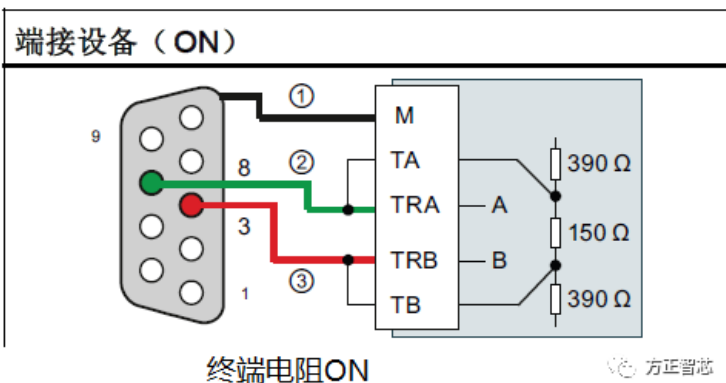 端接设备（ON）
①
M
9
②
TA
390 Ω
8
TRA
A
150 Ω
3
TRB
B
③
1
TB
390 Ω
终端电阻ON
方正智芯